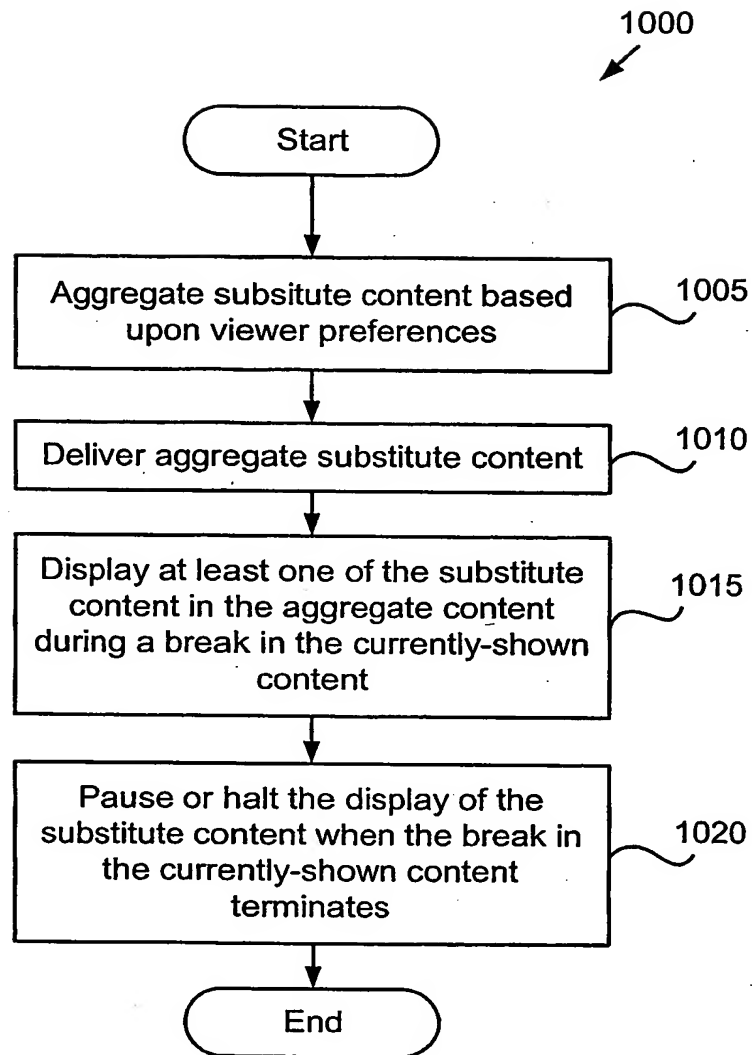 1000
Start
Aggregate subsitute content based
upon viewer preferences
1005
Deliver aggregate substitute content
1010
Display at least one of the substitute
content in the aggregate content
during a break in the currently-shown
content
1015
Pause or halt the display of the
substitute content when the break in
the currently-shown content
terminates
1020
End